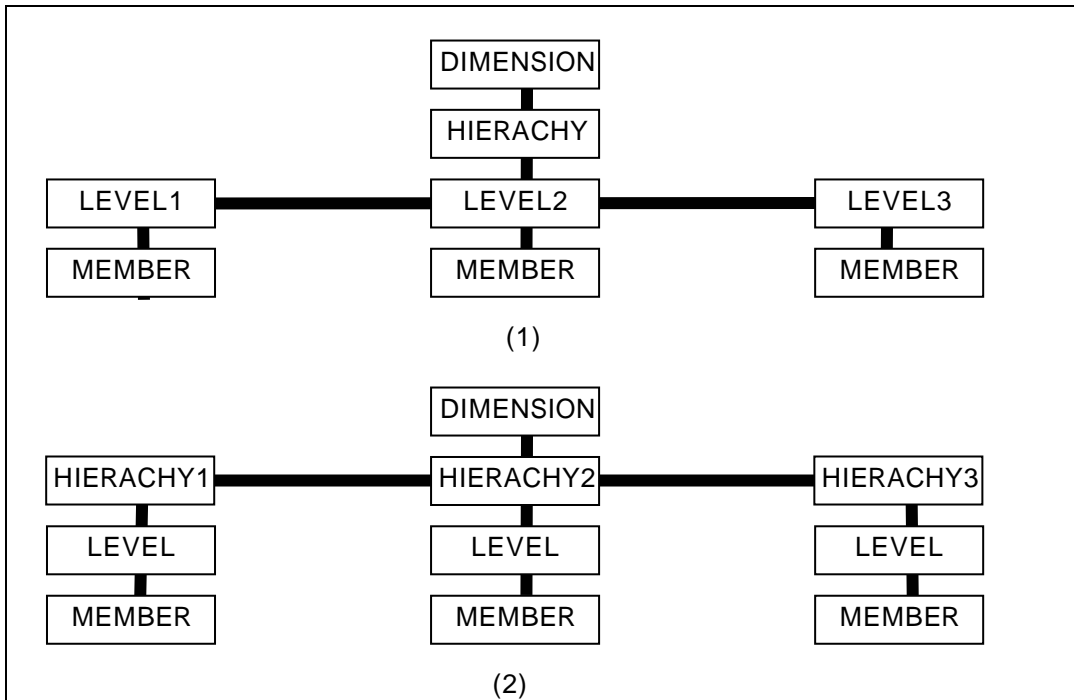 DIMENSION
HIERACHY
LEVEL1 LEVEL2 LEVEL3
MEMBER MEMBER MEMBER
(1)
DIMENSION
HIERACHY1 HIERACHY2 HIERACHY3
LEVEL LEVEL LEVEL
MEMBER MEMBER MEMBER
(2)